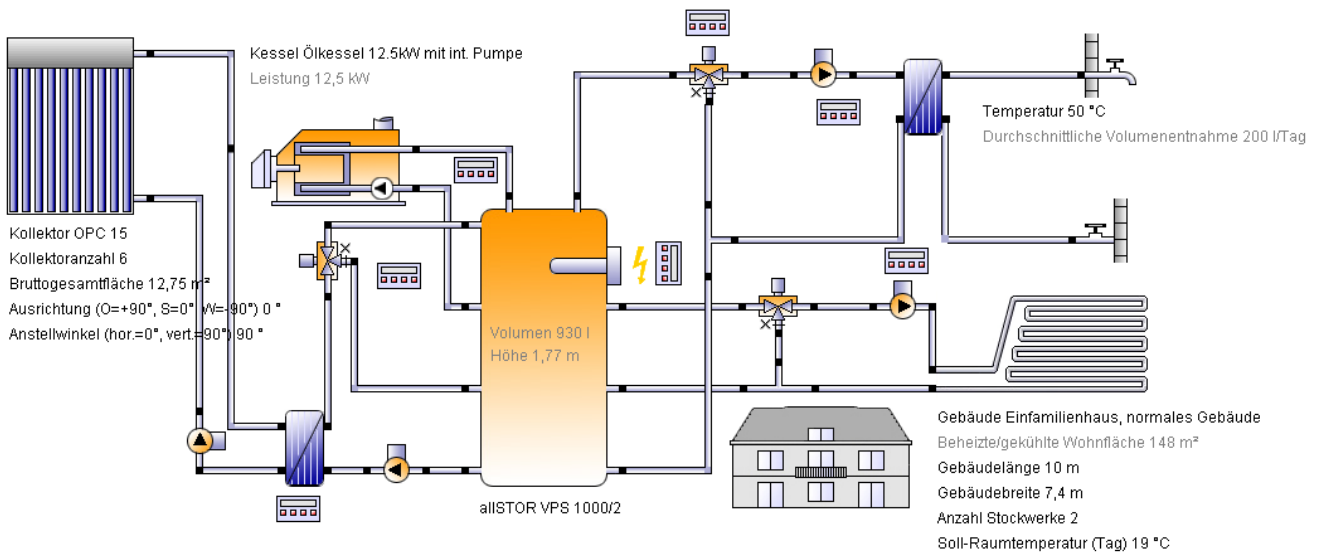 Kessel Ölkessel 12.5kW mit int. Pumpe
Leistung 12,5 kW
Temperatur 50 °C
Durchschnittliche Volumenentnahme 200 l/Tag
Kollektor OPC 15
Kollektoranzahl 6
Bruttogesamtfläche 12,75 m²
Ausrichtung (O=+90°, S=0°, W=-90°) 0 °
Anstellwinkel (hor.=0°, vert.=90°) 90 °
Volumen 930 l
Höhe 1,77 m
allSTOR VPS 1000/2
Gebäude Einfamilienhaus, normales Gebäude
Beheizte/gekühlte Wohnfläche 148 m²
Gebäudelänge 10 m
Gebäudebreite 7,4 m
Anzahl Stockwerke 2
Soll-Raumtemperatur (Tag) 19 °C